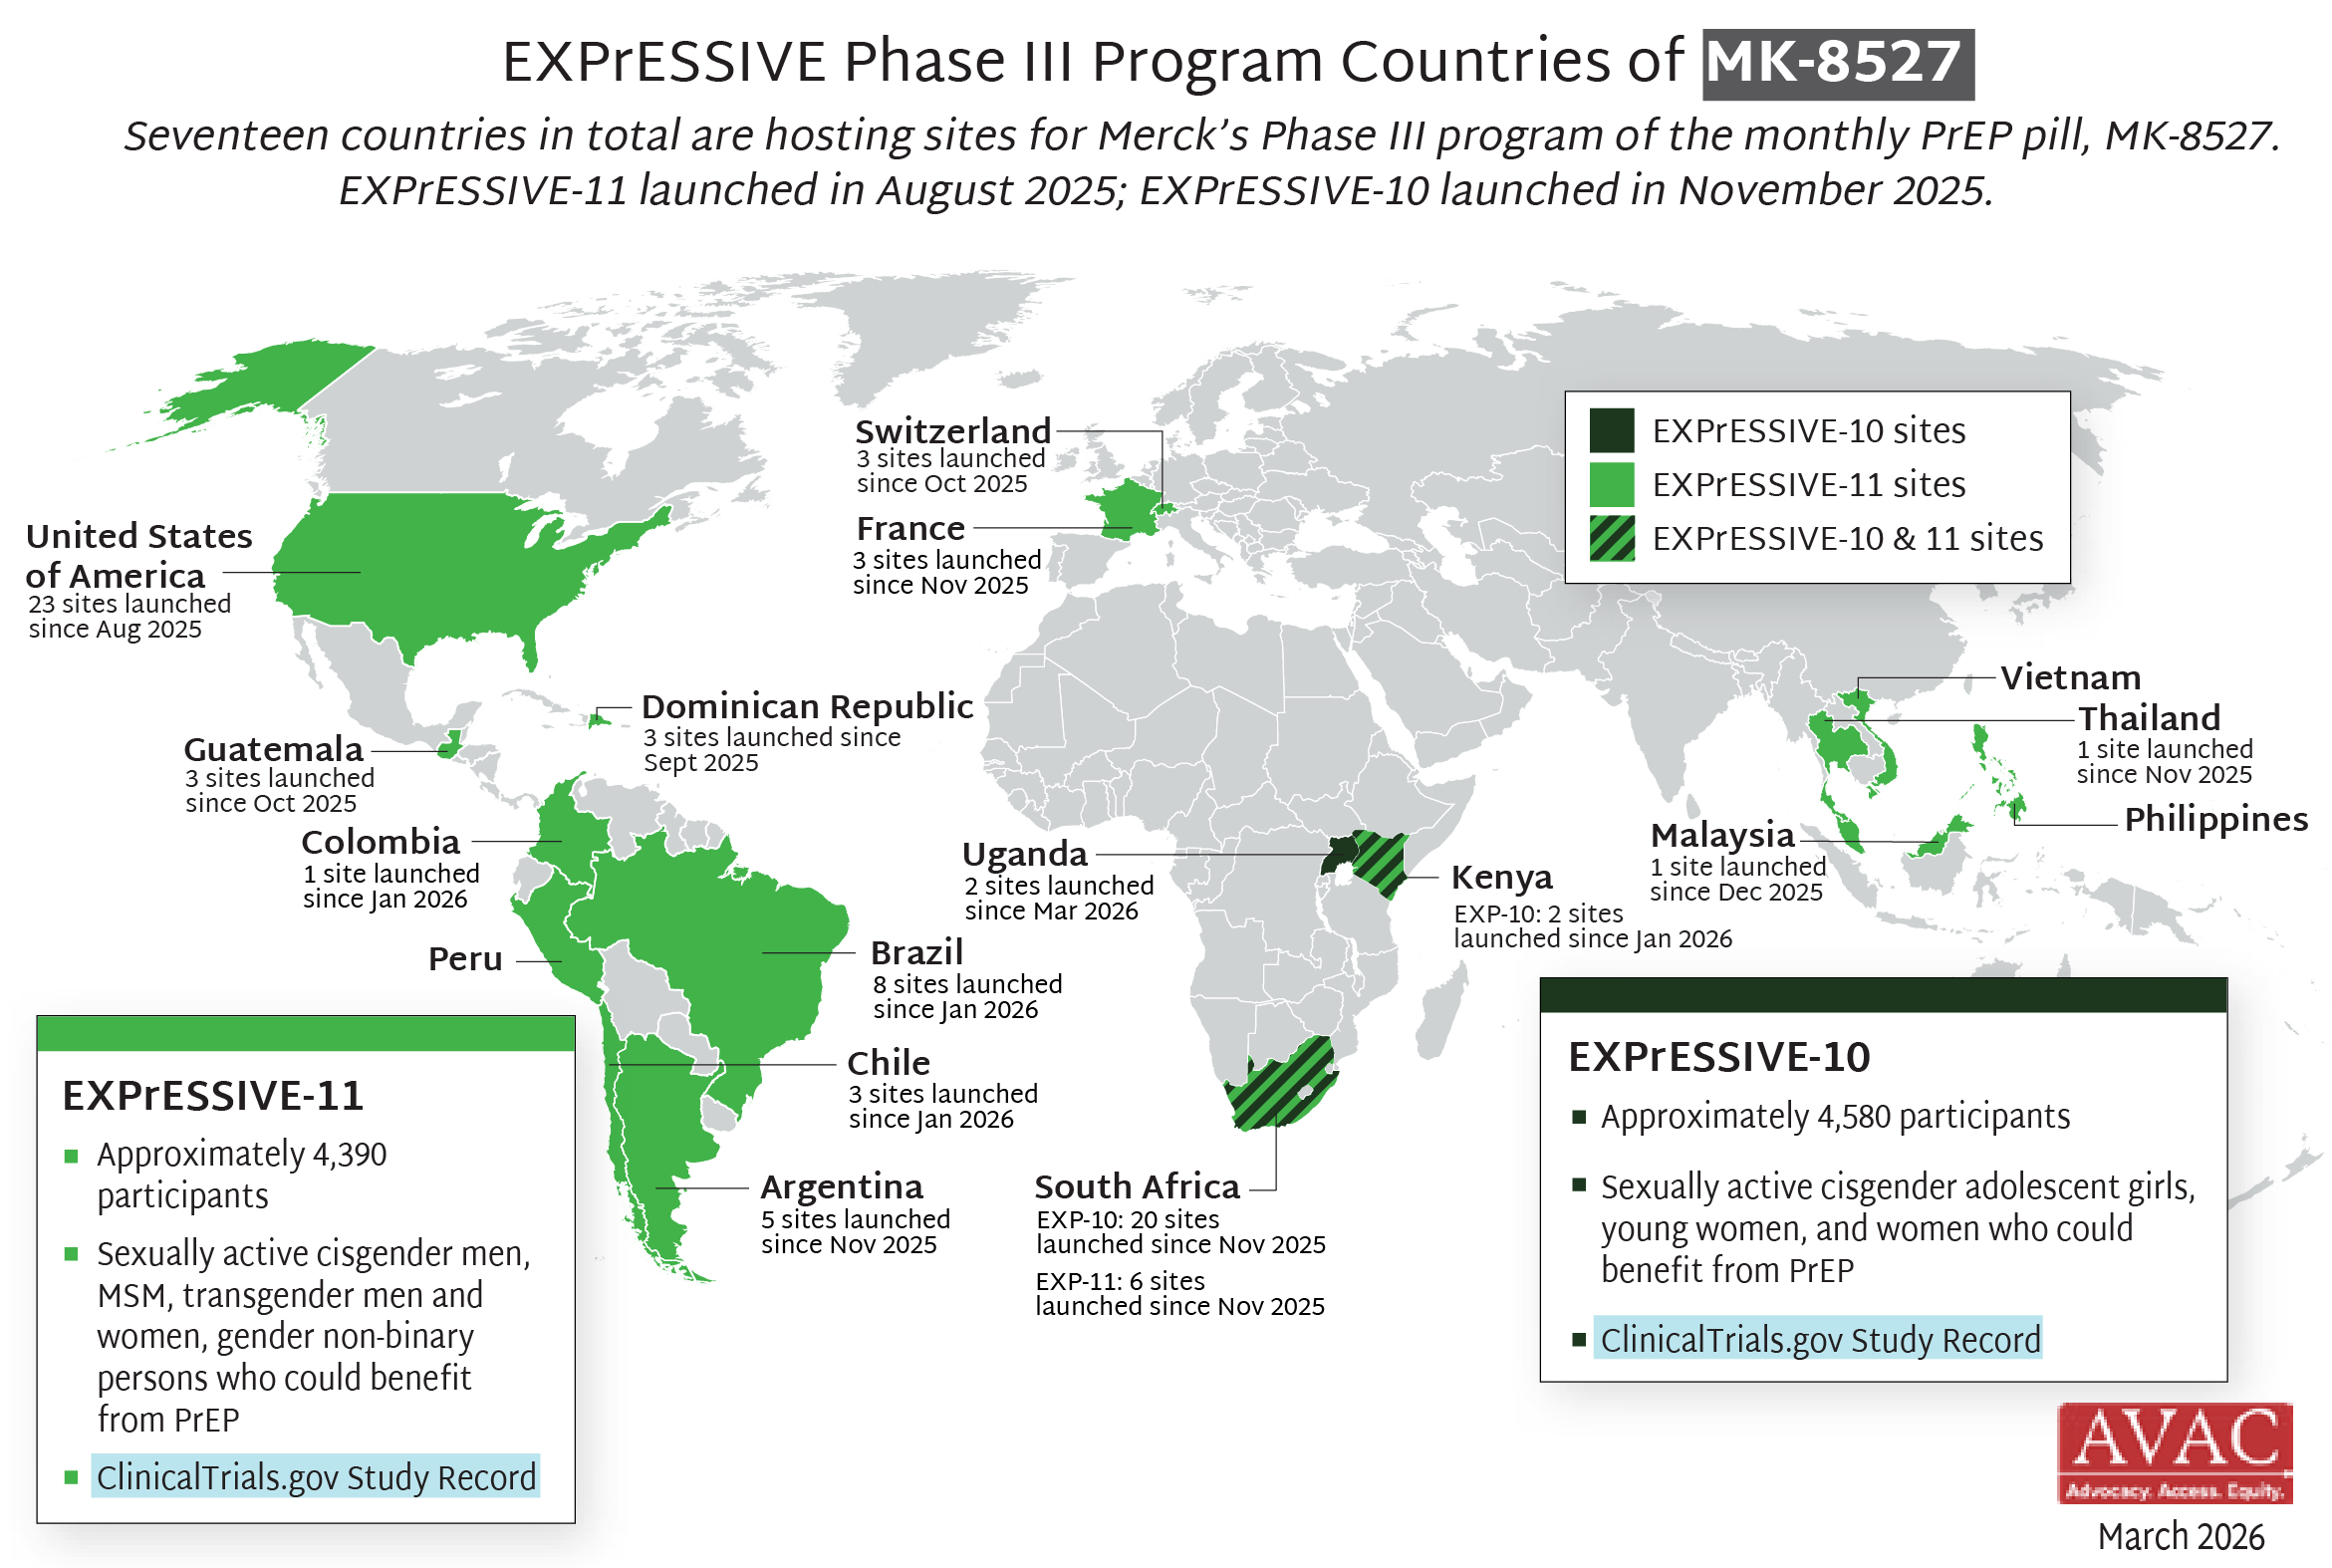 EXPrESSIVE Phase III Program Countries of MK-8527
Seventeen countries in total are hosting sites for Merck's Phase III program of the monthly PrEP pill, MK-8527.
EXPrESSIVE-11 launched in August 2025; EXPrESSIVE-10 launched in November 2025.
EXPrESSIVE-10 sites
EXPrESSIVE-11 sites
EXPrESSIVE-10 & 11 sites
United States
of America
23 sites launched
since Aug 2025
Switzerland
3 sites launched
since Oct 2025
France
3 sites launched
since Nov 2025
Dominican Republic
3 sites launched since
Sept 2025
Guatemala
3 sites launched
since Oct 2025
Colombia
1 site launched
since Jan 2026
Peru
Brazil
8 sites launched
since Jan 2026
Chile
3 sites launched
since Jan 2026
Argentina
5 sites launched
since Nov 2025
Uganda
2 sites launched
since Mar 2026
Kenya
EXP-10: 2 sites
launched since Jan 2026
South Africa
EXP-10: 20 sites
launched since Nov 2025
EXP-11: 6 sites
launched since Nov 2025
Vietnam
Thailand
1 site launched
since Nov 2025
Philippines
Malaysia
1 site launched
since Dec 2025
EXPrESSIVE-11
Approximately 4,390
participants
Sexually active cisgender men,
MSM, transgender men and
women, gender non-binary
persons who could benefit
from PrEP
ClinicalTrials.gov Study Record
EXPrESSIVE-10
Approximately 4,580 participants
Sexually active cisgender adolescent girls,
young women, and women who could
benefit from PrEP
ClinicalTrials.gov Study Record
AVAC
Advocacy. Access. Equity.
March 2026